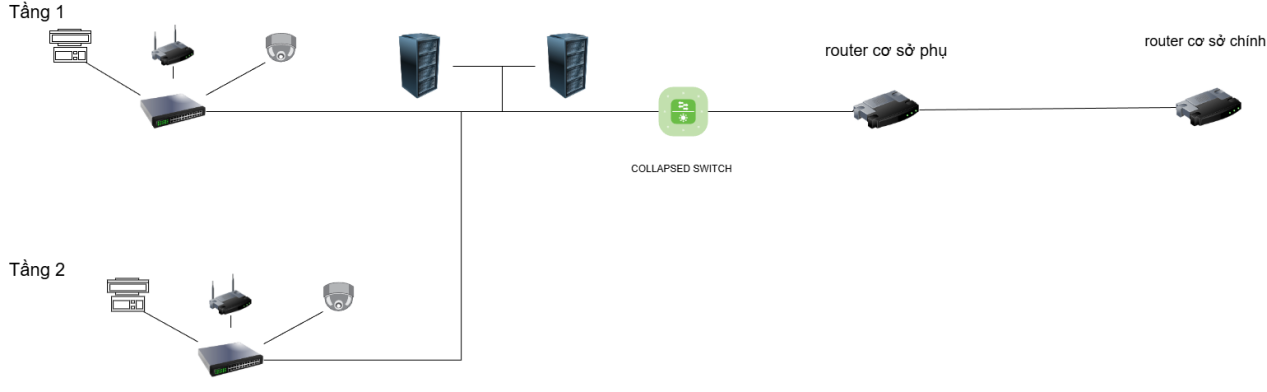 Tầng 1
router cơ sở phụ
router cơ sở chính
COLLAPSED SWITCH
Tầng 2